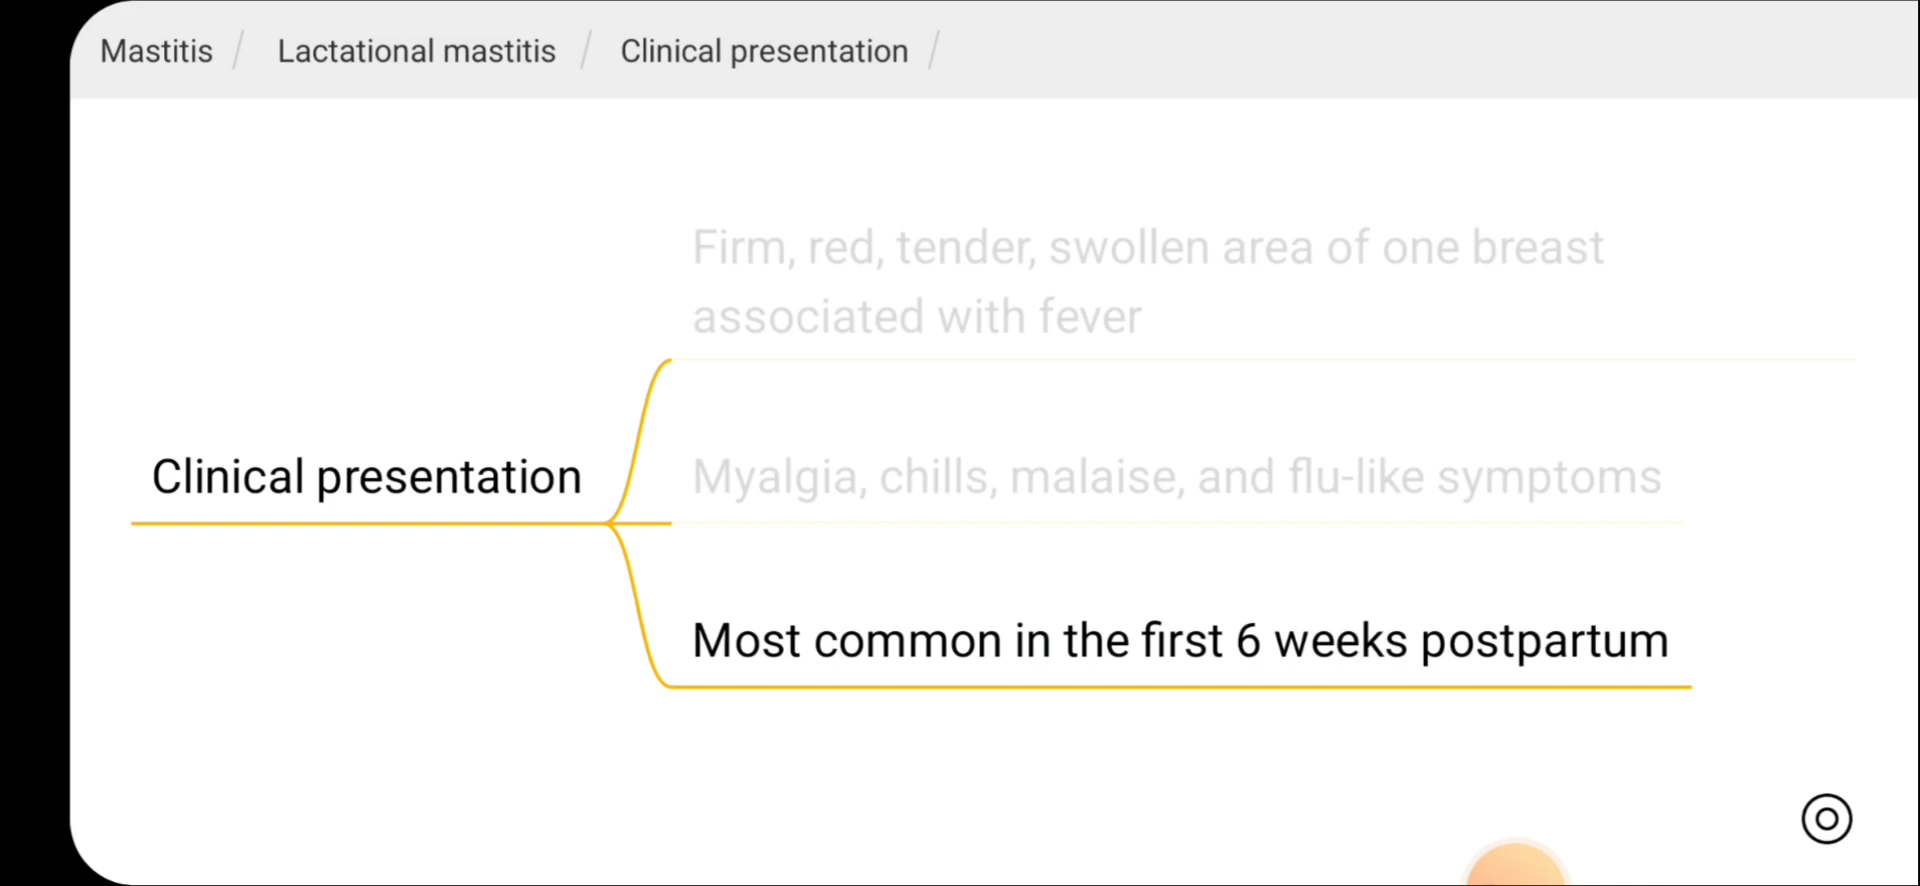 Mastitis / Lactational mastitis / Clinical presentation /
Firm, red, tender, swollen area of one breast
associated with fever
Clinical presentation
Myalgia, chills, malaise, and flu-like symptoms
Most common in the first 6 weeks postpartum